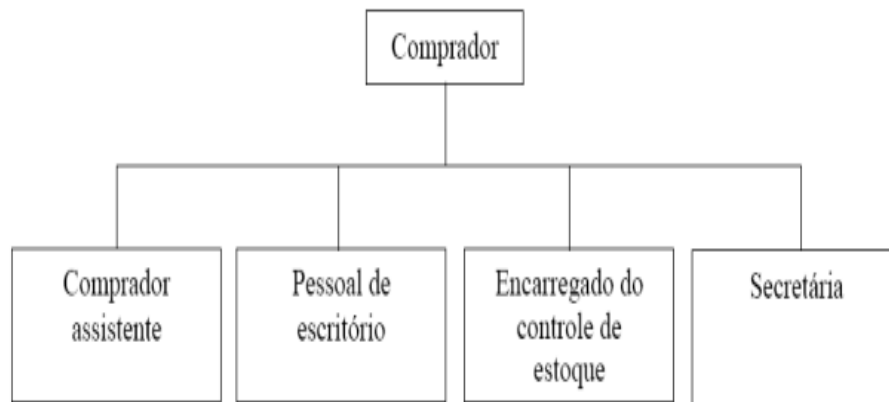 Comprador
Comprador
assistente
Pessoal de
escritório
Encarregado do
controle de
estoque
Secretária